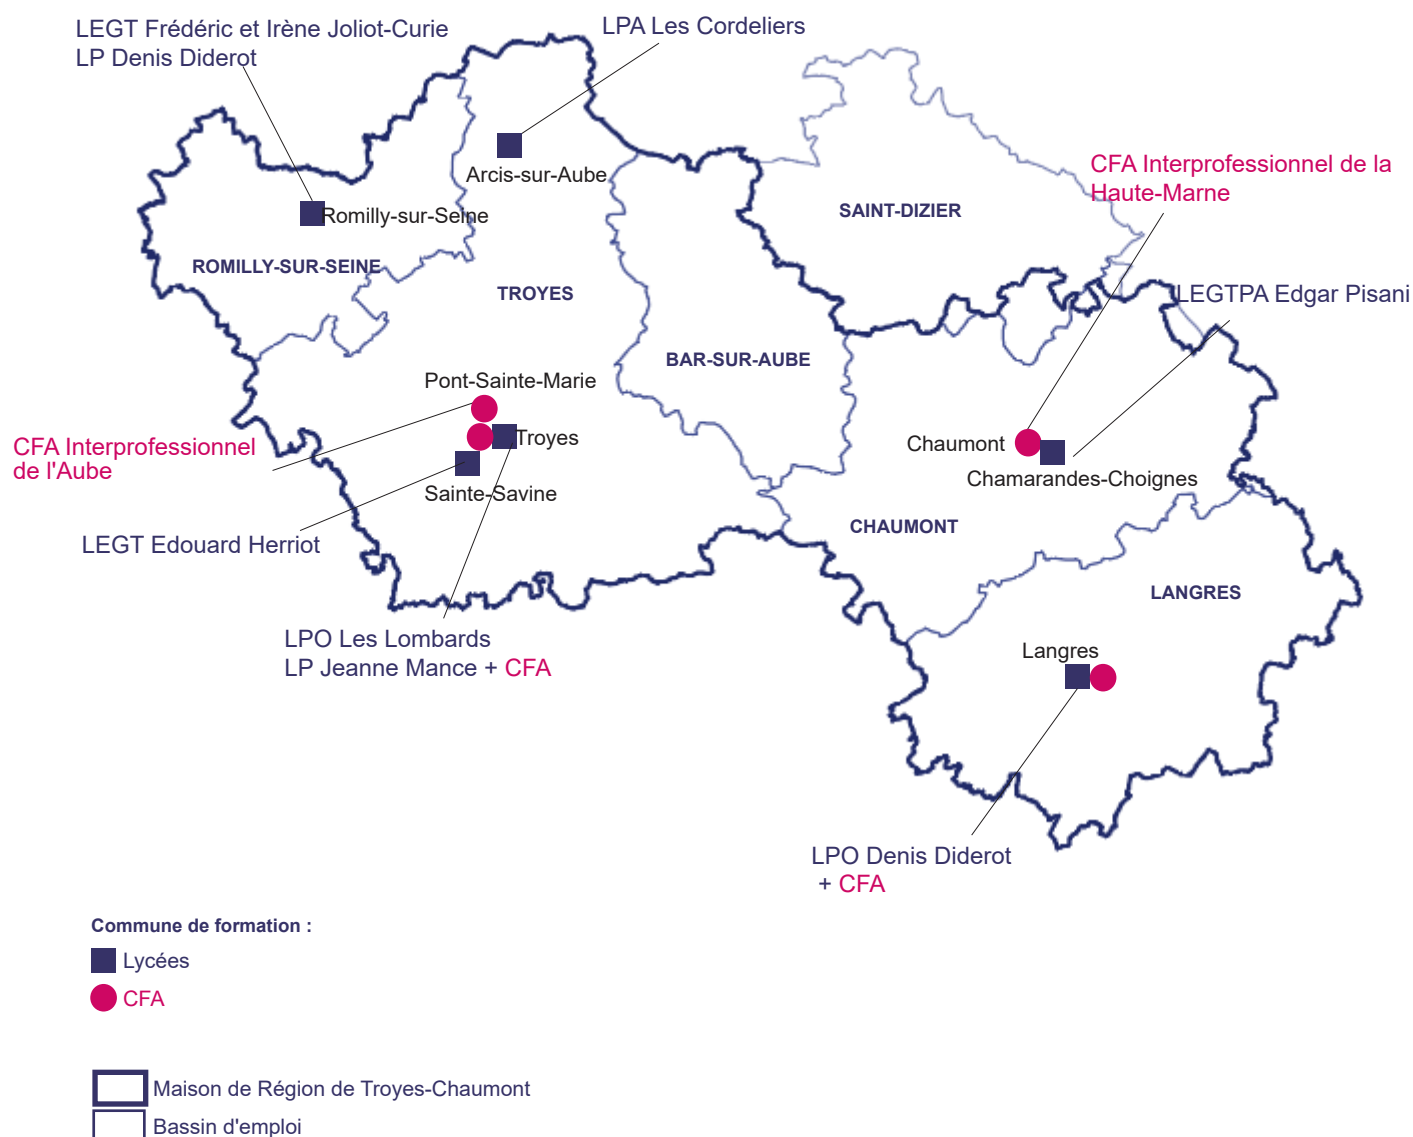 LEGT Frédéric et Irène Joliot-Curie
LP Denis Diderot
LPA Les Cordeliers
Arcis-sur-Aube
CFA Interprofessionnel de la
Haute-Marne
Romilly-sur-Seine
SAINT-DIZIER
ROMILLY-SUR-SEINE
TROYES
LEGTPA Edgar Pisani
BAR-SUR-AUBE
Pont-Sainte-Marie
CFA Interprofessionnel
de l'Aube
Troyes
Chaumont
Chamarandes-Choignes
Sainte-Savine
CHAUMONT
LEGT Edouard Herriot
LANGRES
LPO Les Lombards
LP Jeanne Mance + CFA
Langres
LPO Denis Diderot
+ CFA
Commune de formation :
Lycées
CFA
Maison de Région de Troyes-Chaumont
Bassin d'emploi